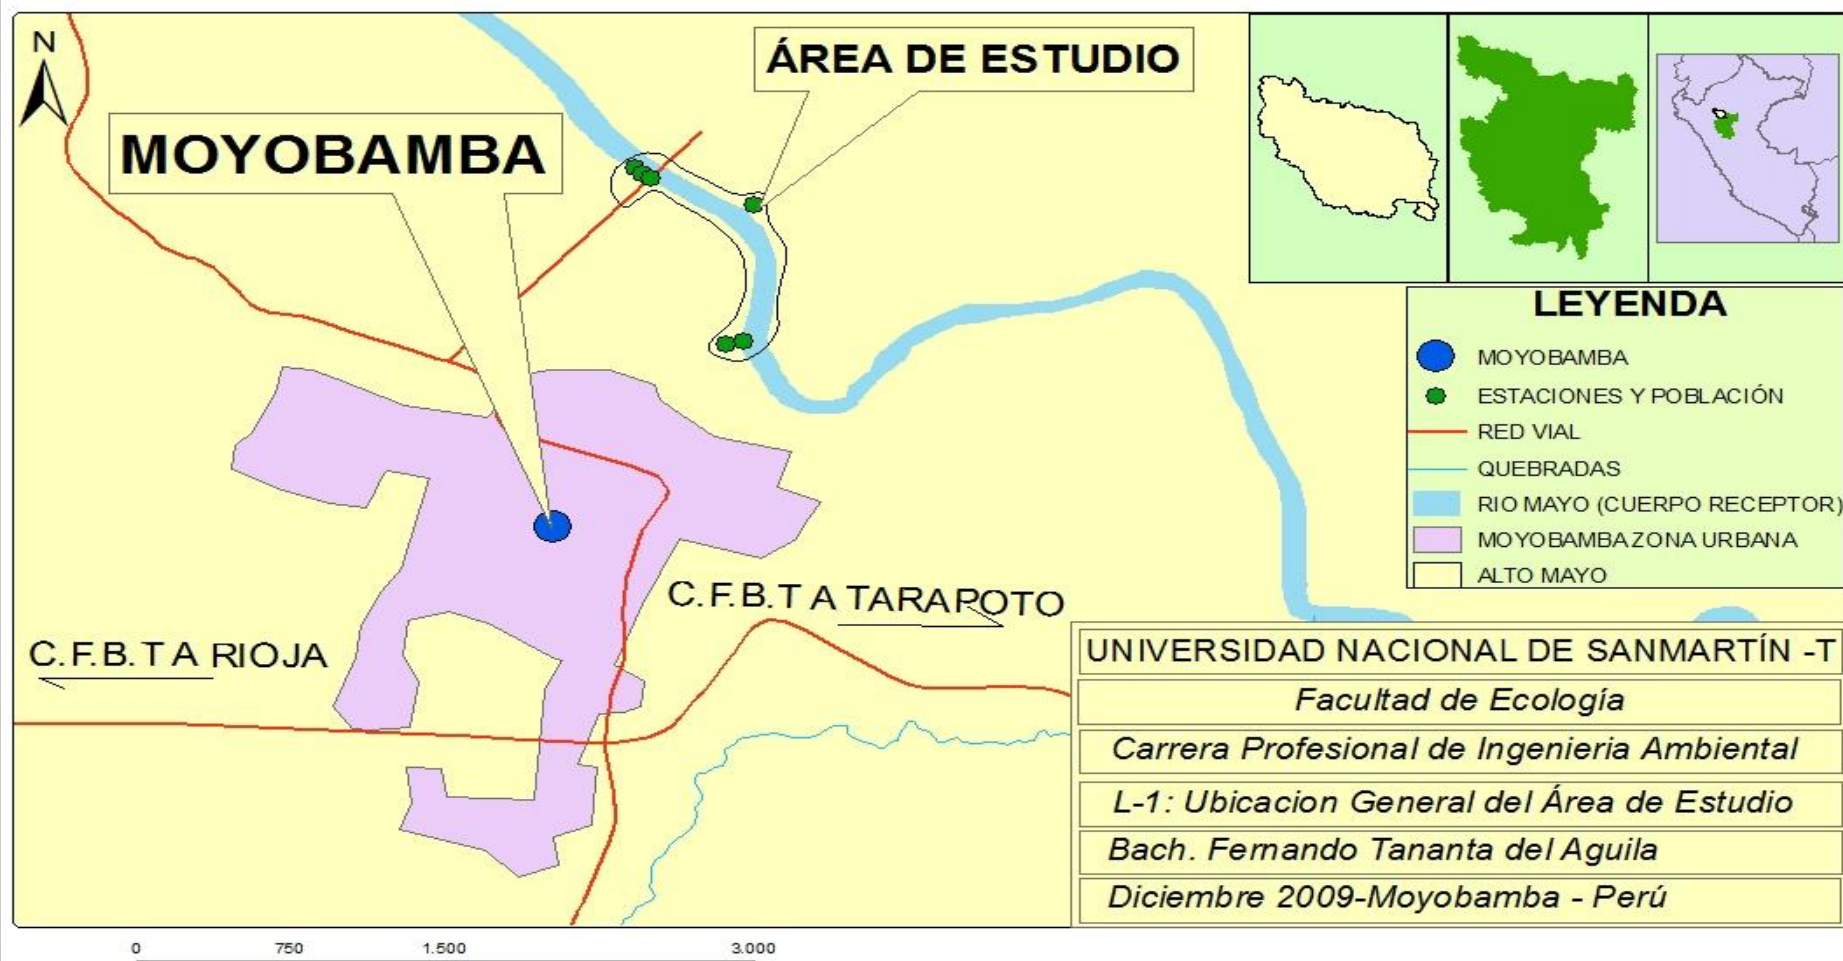 N
ÁREA DE ESTUDIO
MOYOBAMBA
C.F.B.T A TARAPOTO
C.F.B.T A RIOJA
LEYENDA
MOYOBAMBA
ESTACIONES Y POBLACIÓN
RED VIAL
QUEBRADAS
RIO MAYO (CUERPO RECEPTOR)
MOYOBAMBA ZONA URBANA
ALTO MAYO
UNIVERSIDAD NACIONAL DE SANMARTÍN -T
Facultad de Ecología
Carrera Profesional de Ingenieria Ambiental
L-1: Ubicacion General del Área de Estudio
Bach. Fernando Tananta del Aguila
Diciembre 2009-Moyobamba - Perú
0 750 1.500 3.000